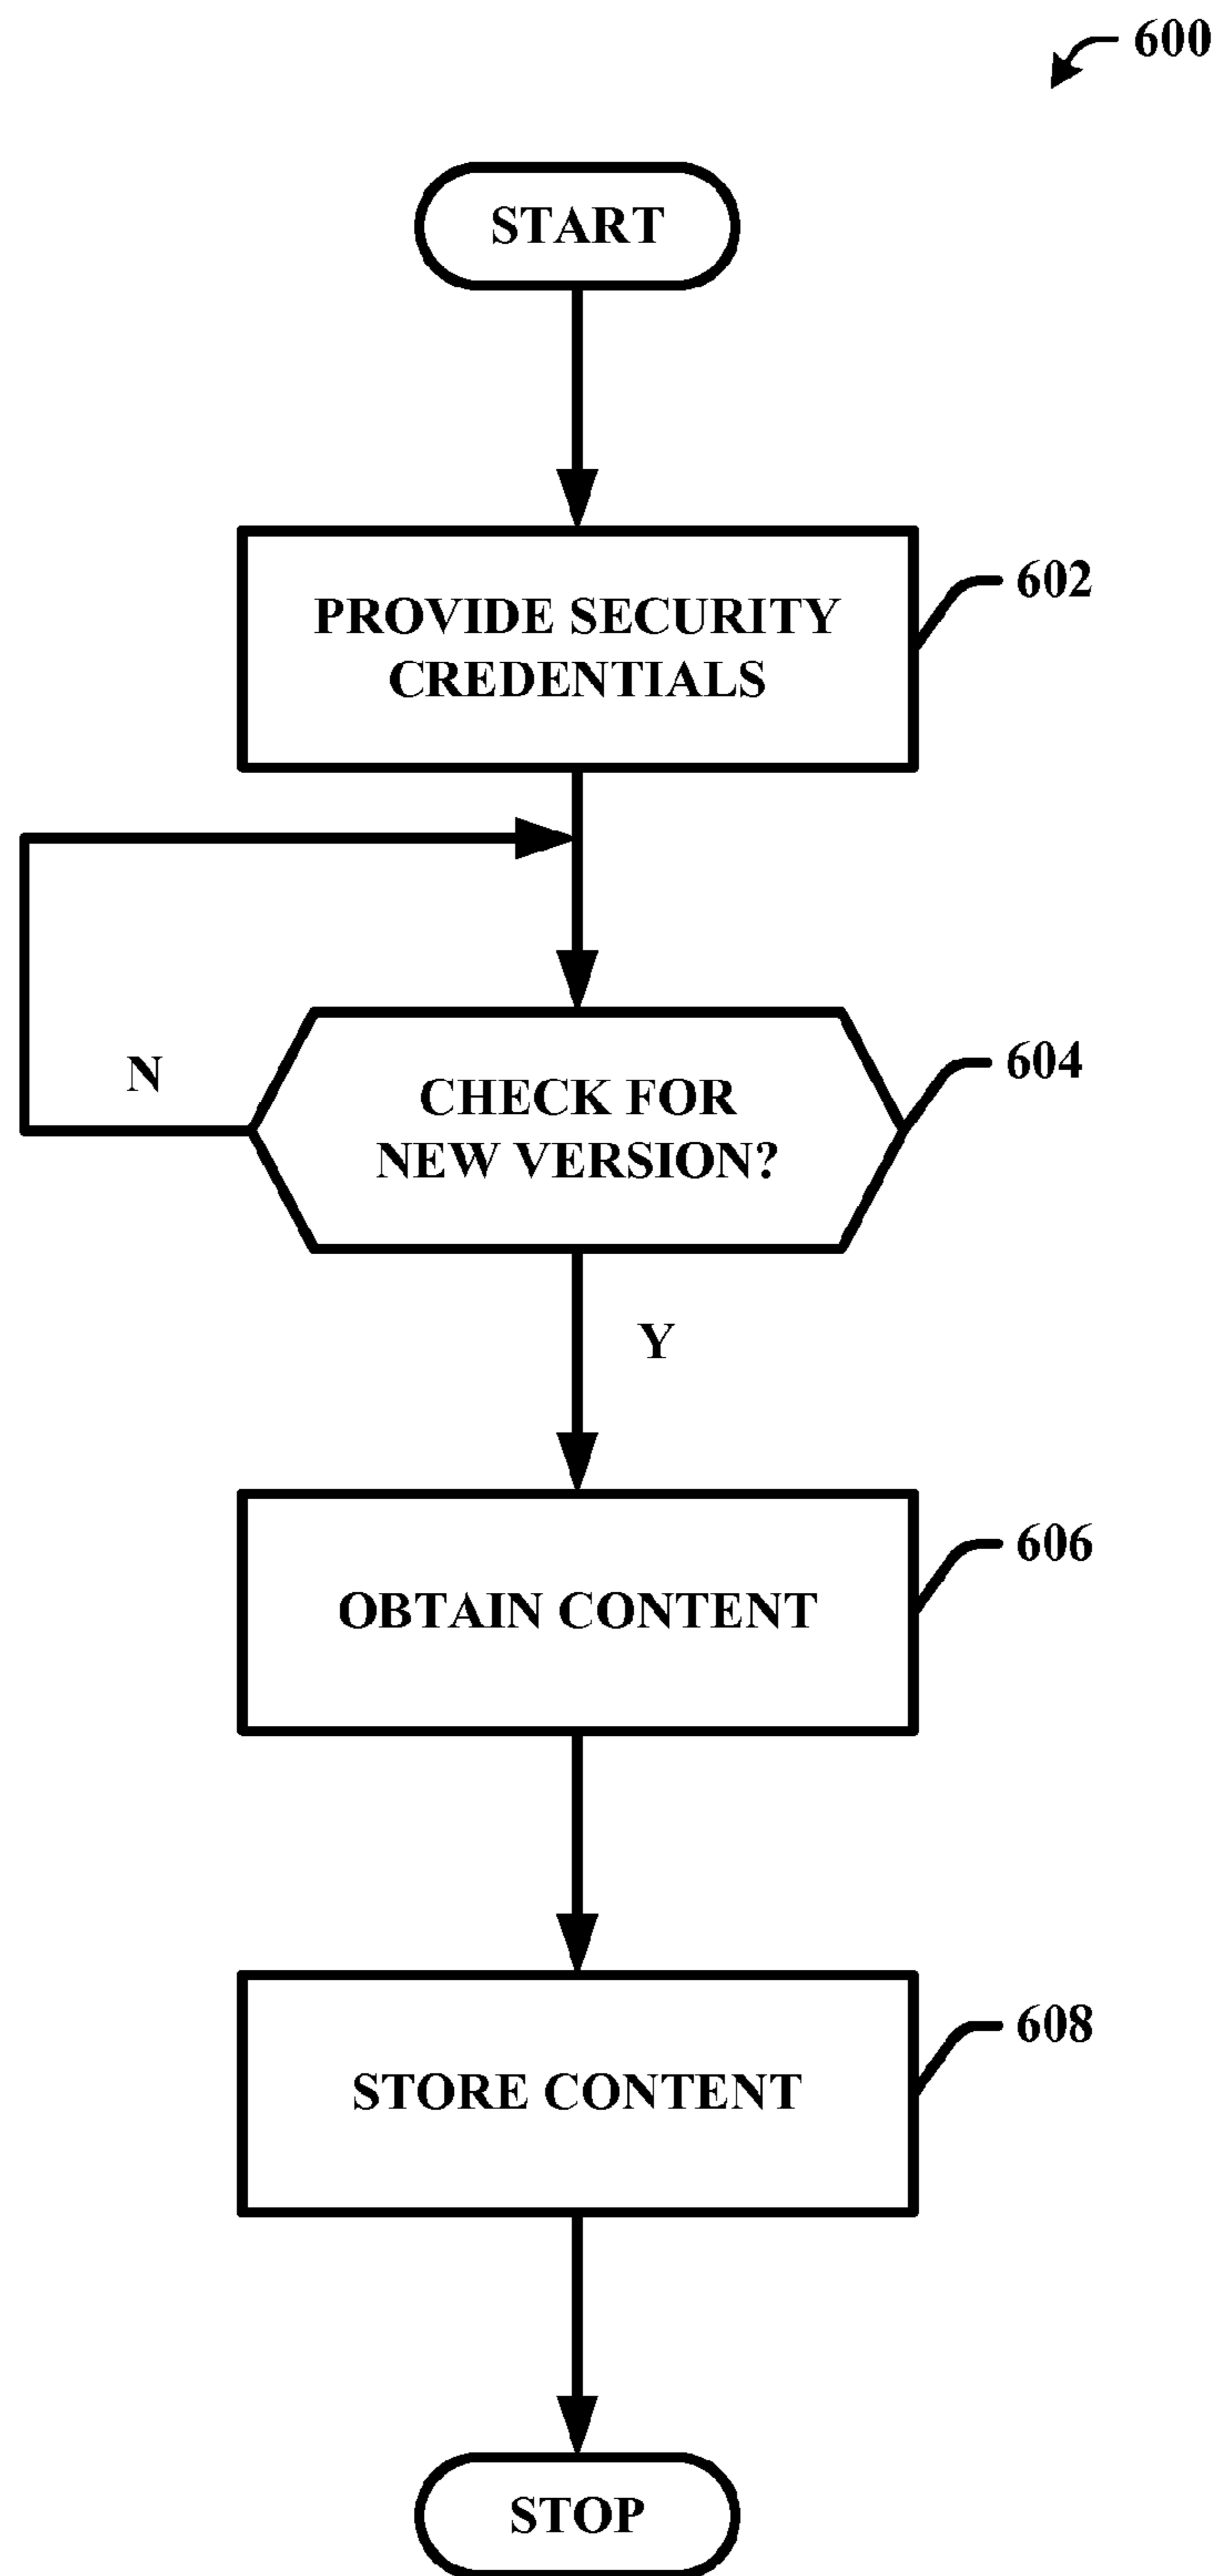 600
START
PROVIDE SECURITY
CREDENTIALS
602
N
CHECK FOR
NEW VERSION?
604
Y
OBTAIN CONTENT
606
STORE CONTENT
608
STOP